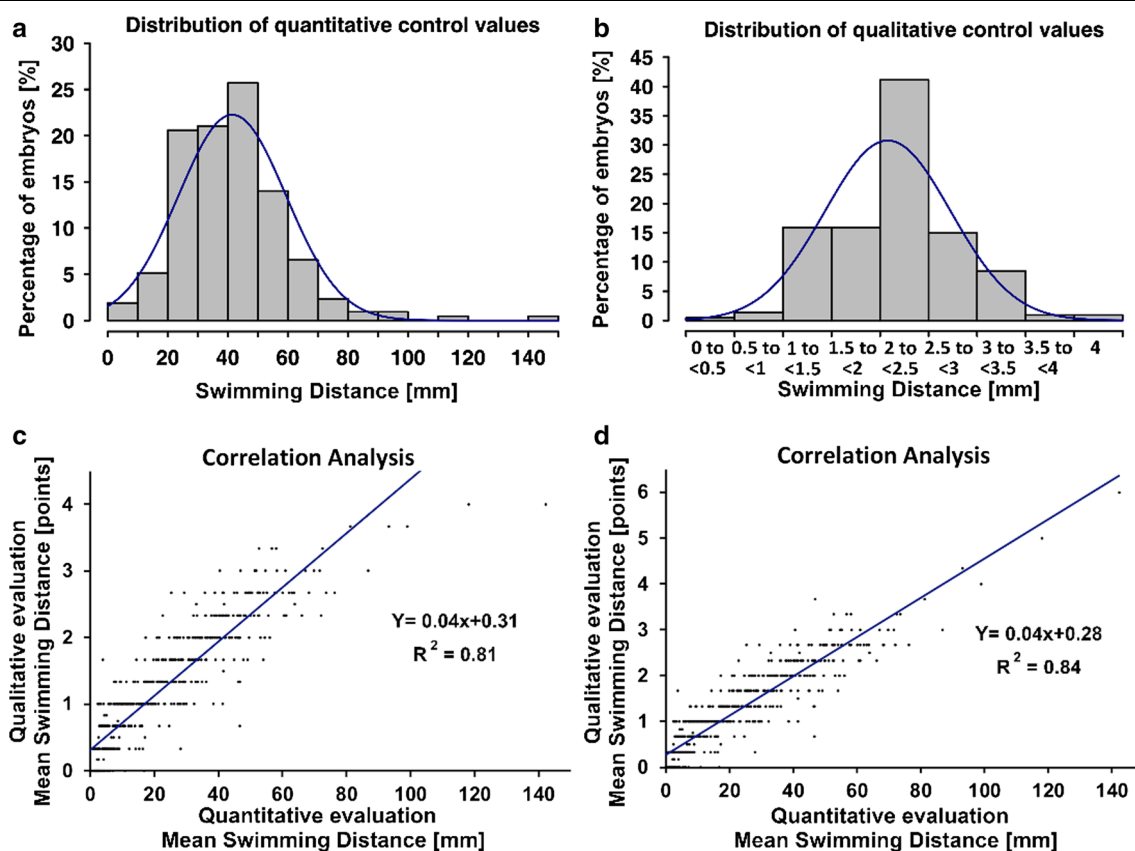 a
Distribution of quantitative control values
Percentage of embryos [%]
30
25
20
15
10
5
0
0 20 40 60 80 100 120 140
Swimming Distance [mm]
b
Distribution of qualitative control values
Percentage of embryos [%]
45
40
35
30
25
20
15
10
5
0
0 to 0.5 to 1 to 1.5 to 2 to 2.5 to 3 to 3.5 to 4
<0.5 <1 <1.5 <2 <2.5 <3 <3.5 <4
Swimming Distance [mm]
c
Correlation Analysis
Qualitative evaluation
Mean Swimming Distance [points]
4
3
2
1
0
Y= 0.04x+0.31
R² = 0.81
0 20 40 60 80 100 120 140
Quantitative evaluation
Mean Swimming Distance [mm]
d
Correlation Analysis
Qualitative evaluation
Mean Swimming Distance [points]
6
5
4
3
2
1
0
Y= 0.04x+0.28
R² = 0.84
0 20 40 60 80 100 120 140
Quantitative evaluation
Mean Swimming Distance [mm]